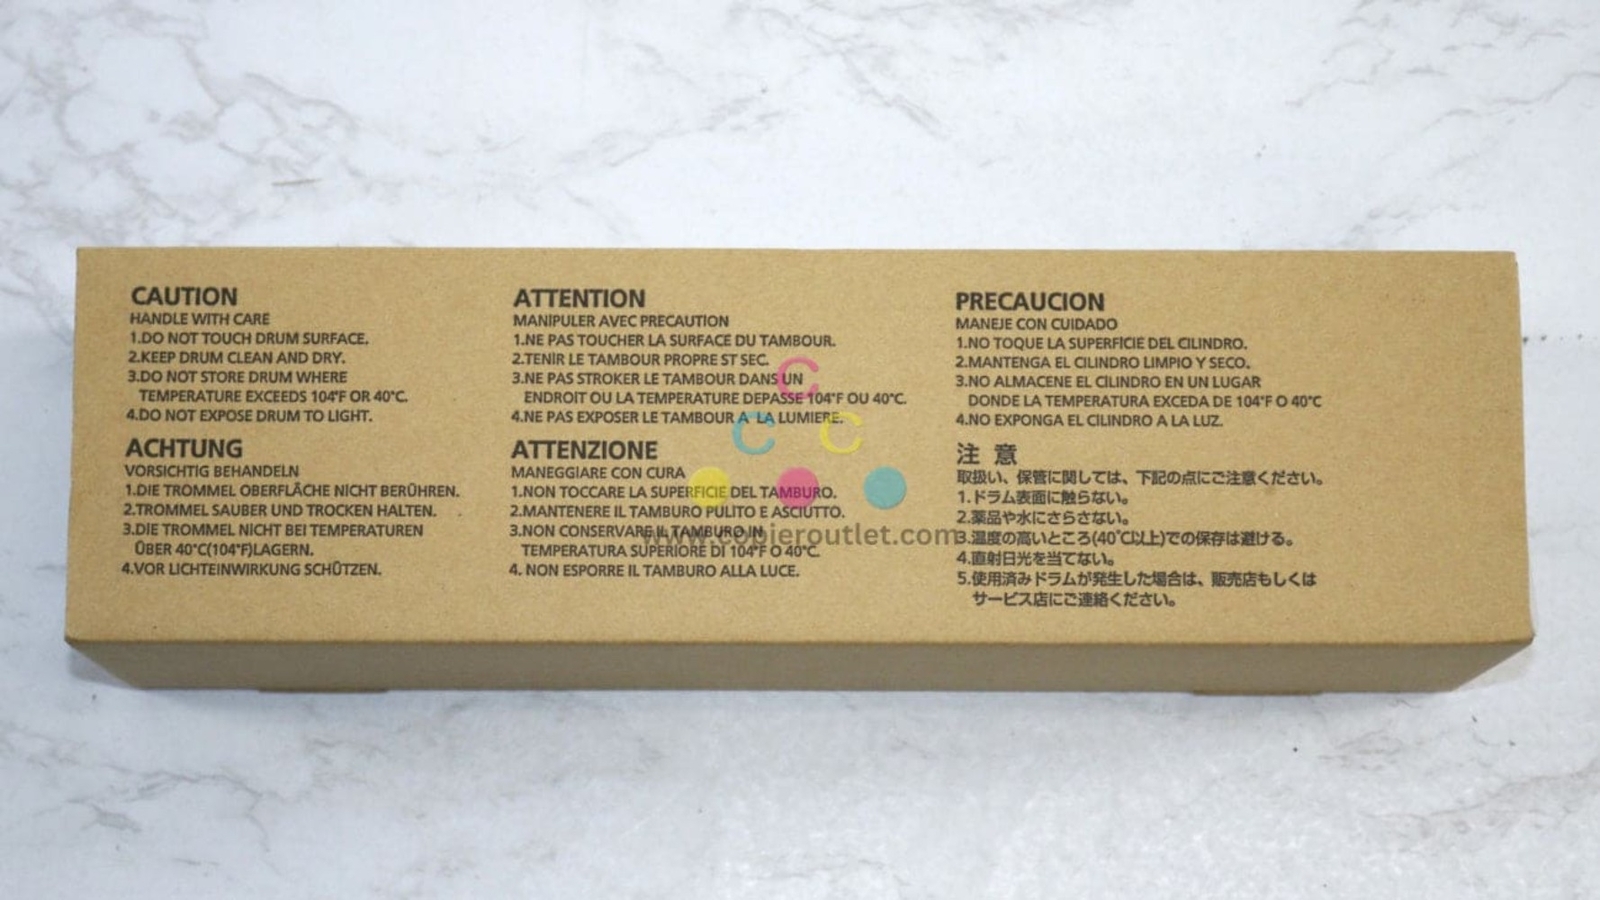 CAUTION
HANDLE WITH CARE
1.DO NOT TOUCH DRUM SURFACE.
2.KEEP DRUM CLEAN AND DRY.
3.DO NOT STORE DRUM WHERE
TEMPERATURE EXCEEDS 104°F OR 40°C.
4.DO NOT EXPOSE DRUM TO LIGHT.
ACHTUNG
VORSICHTIG BEHANDELN
1.DIE TROMMEL OBERFLÄCHE NICHT BERÜHREN.
2.TROMMEL SAUBER UND TROCKEN HALTEN.
3.DIE TROMMEL NICHT BEI TEMPERATUREN
ÜBER 40°C(104°F)LAGERN.
4.VOR LICHTEINWIRKUNG SCHÜTZEN.
ATTENTION
MANIPULER AVEC PRECAUTION
1.NE PAS TOUCHER LA SURFACE DU TAMBOUR.
2.TENIR LE TAMBOUR PROPRE ST SEC.
3.NE PAS STROKER LE TAMBOUR DANS UN
ENDROIT OU LA TEMPERATURE DEPASSE 104°F OU 40°C.
4.NE PAS EXPOSER LE TAMBOUR A'LA LUMIERE.
ATTENZIONE
MANEGGIARE CON CURA
1.NON TOCCARE LA SUPERFICIE DEL TAMBURO.
2.MANTENERE IL TAMBURO PULITO E ASCIUTTO.
3.NON CONSERVARE IL TAMBURO IN
TEMPERATURA SUPERIORE DI 104°F O 40°C.
4. NON ESPORRE IL TAMBURO ALLA LUCE.
PRECAUCION
MANEJE CON CUIDADO
1.NO TOQUE LA SUPERFICIE DEL CILINDRO.
2.MANTENGA EL CILINDRO LIMPIO Y SECO.
3.NO ALMACENE EL CILINDRO EN UN LUGAR
DONDE LA TEMPERATURA EXCEDA DE 104°F O 40°C
4.NO EXPONGA EL CILINDRO A LA LUZ.
注 意
取扱い、保管に関しては、下記の点にご注意ください。
1.ドラム表面に触らない。
2.薬品や水にさらさない。
3.温度の高いところ(40℃以上)での保存は避ける。
4.直射日光を当てない。
5.使用済みドラムが発生した場合は、販売店もしくは
サービス店にご連絡ください。
C
C C
www.copieroutlet.com